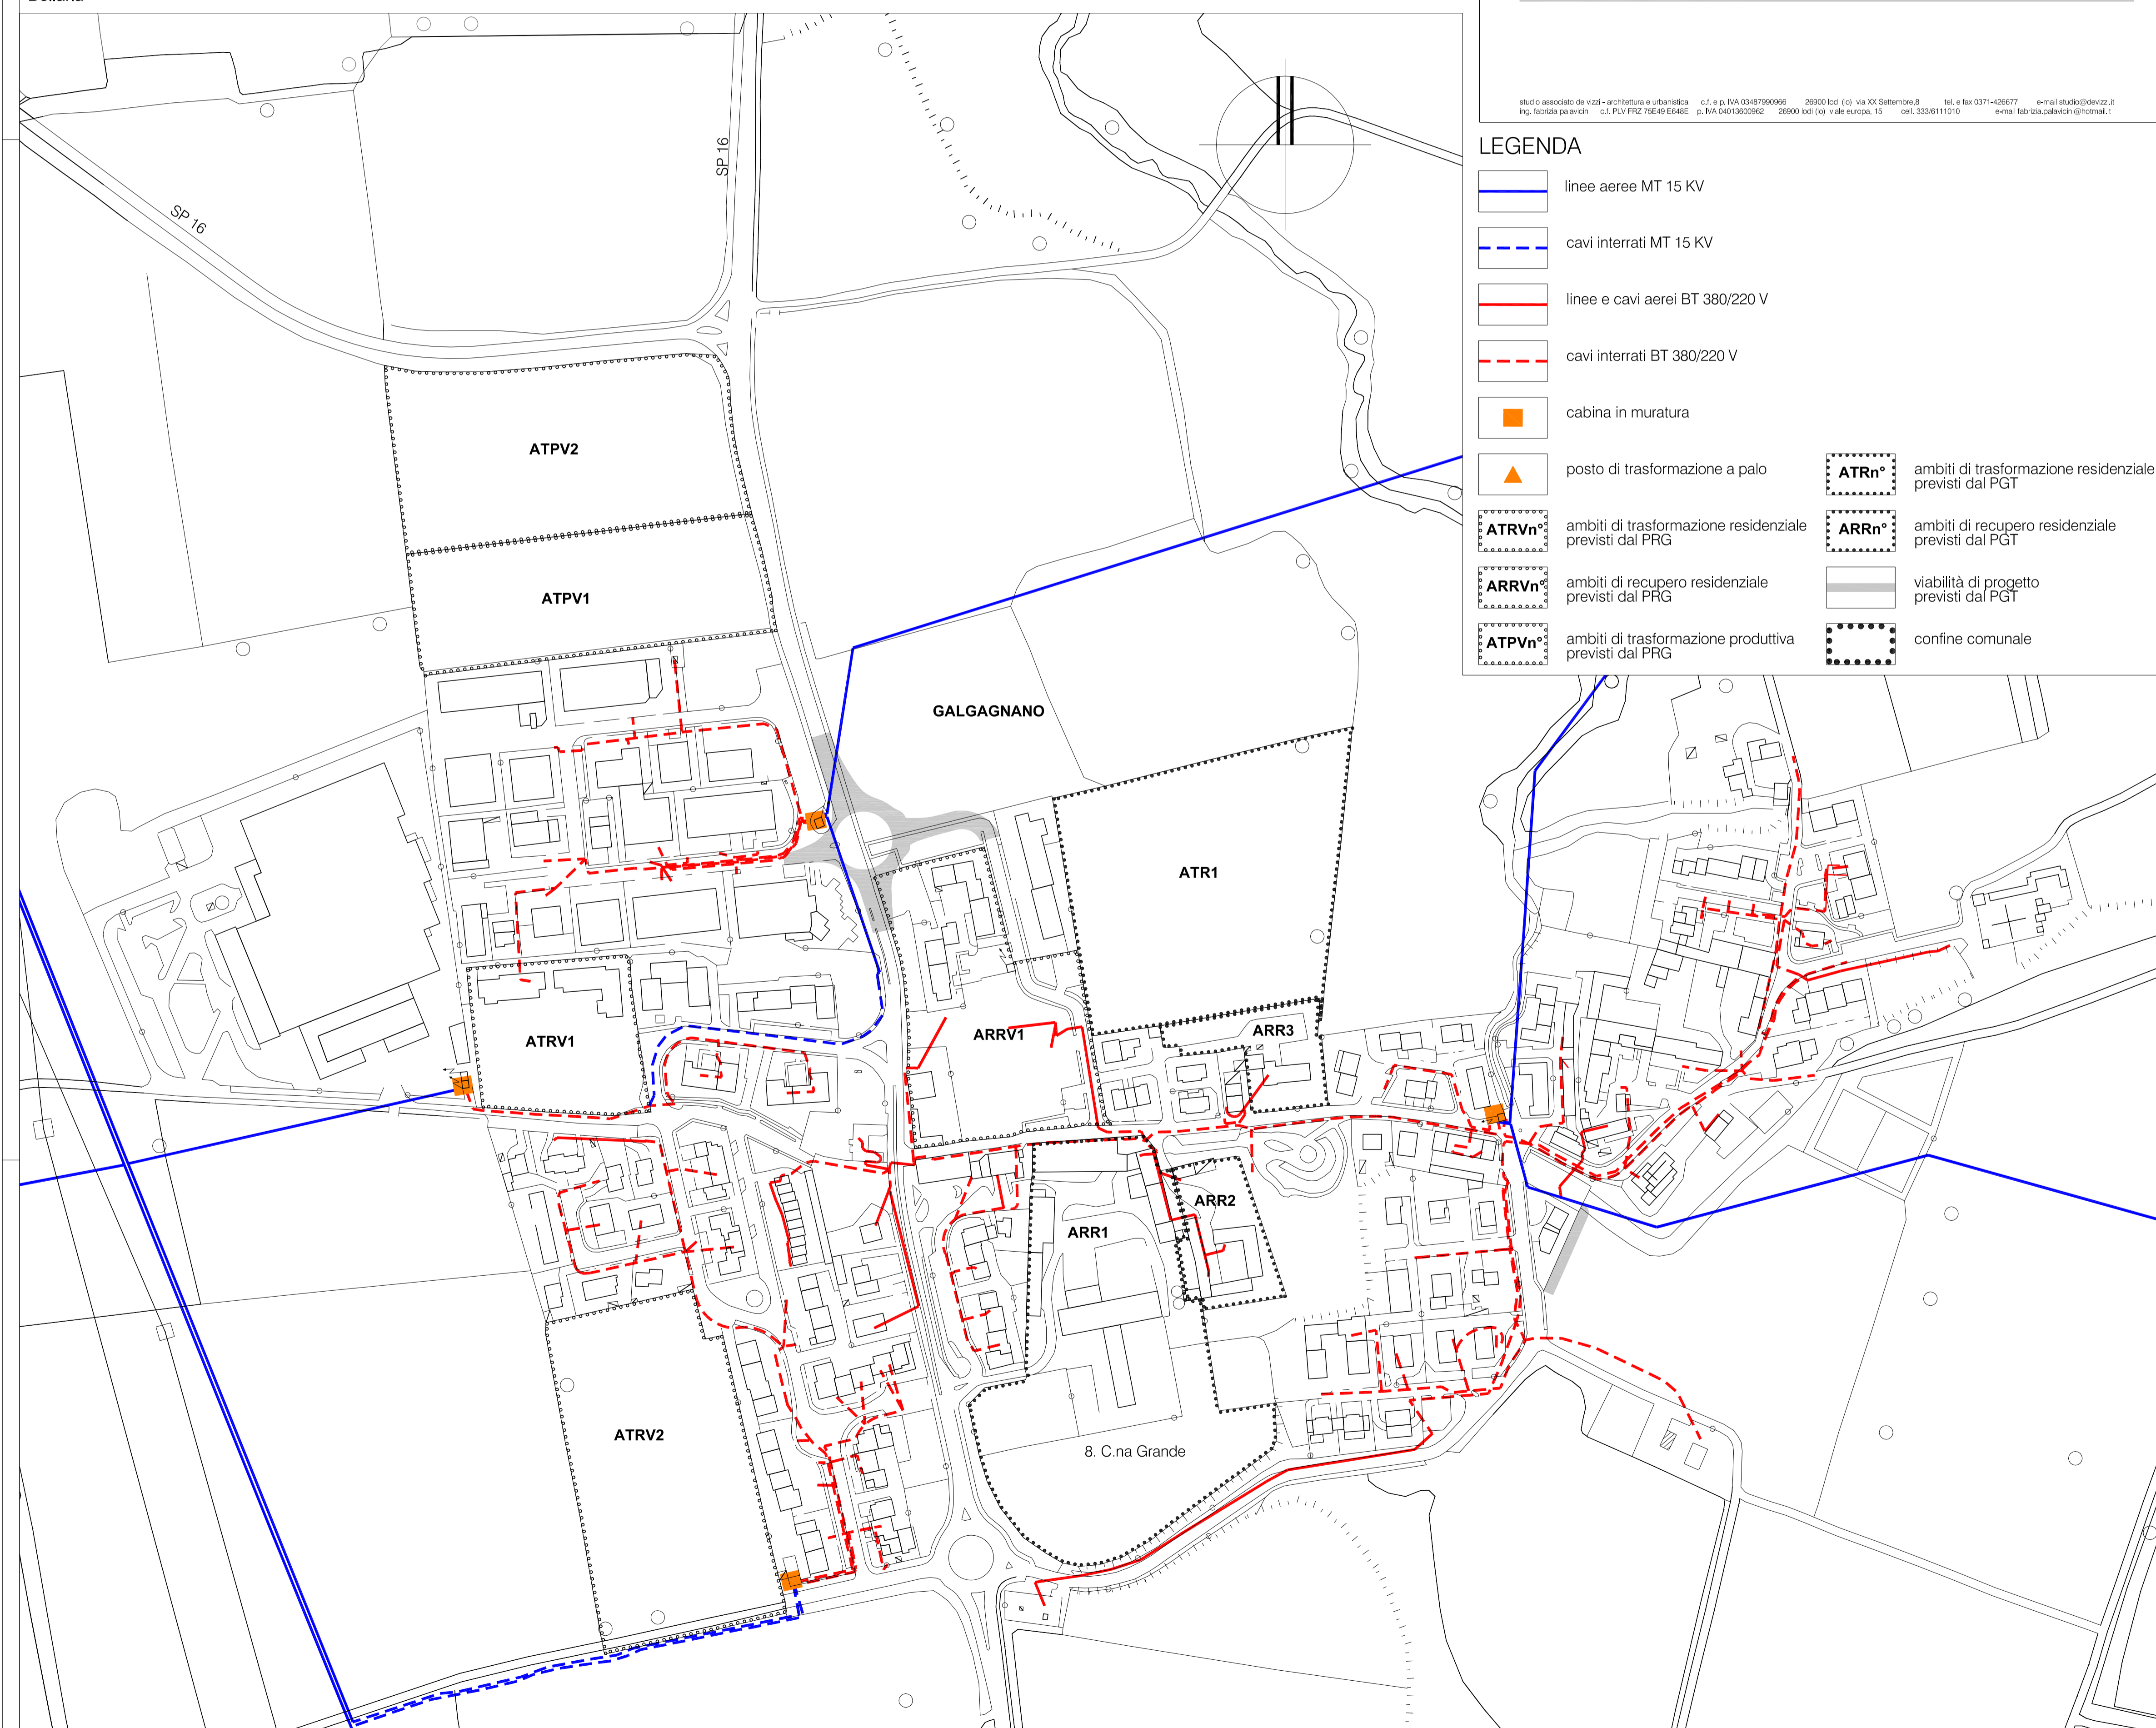 studio associato de vizzi - architettura e urbanistica c.f. e p. IVA 03487990966 26900 lodi (lo) via XX Settembre,8 tel. e fax 0371-426677 e-mail studio@devizzi.it
ing. fabrizia palavicini c.f. PLV FRZ 75E49 E648E p. IVA 04013600962 26900 lodi (lo) viale europa, 15 cell. 333/6111010 e-mail fabrizia.palavicini@hotmail.it
LEGENDA
linee aeree MT 15 KV
cavi interrati MT 15 KV
linee e cavi aerei BT 380/220 V
cavi interrati BT 380/220 V
cabina in muratura
posto di trasformazione a palo
ATRVn°
ambiti di trasformazione residenziale
previsti dal PRG
ARRVn°
ambiti di recupero residenziale
previsti dal PRG
ATPVn°
ambiti di trasformazione produttiva
previsti dal PRG
ATRn°
ambiti di trasformazione residenziale
previsti dal PGT
ARRn°
ambiti di recupero residenziale
previsti dal PGT
viabilità di progetto
previsti dal PGT
confine comunale
SP 16
SP 16
ATPV2
ATPV1
GALGAGNANO
ATR1
ATRV1
ARRV1
ARR3
ARR2
ARR1
ATRV2
8. C.na Grande